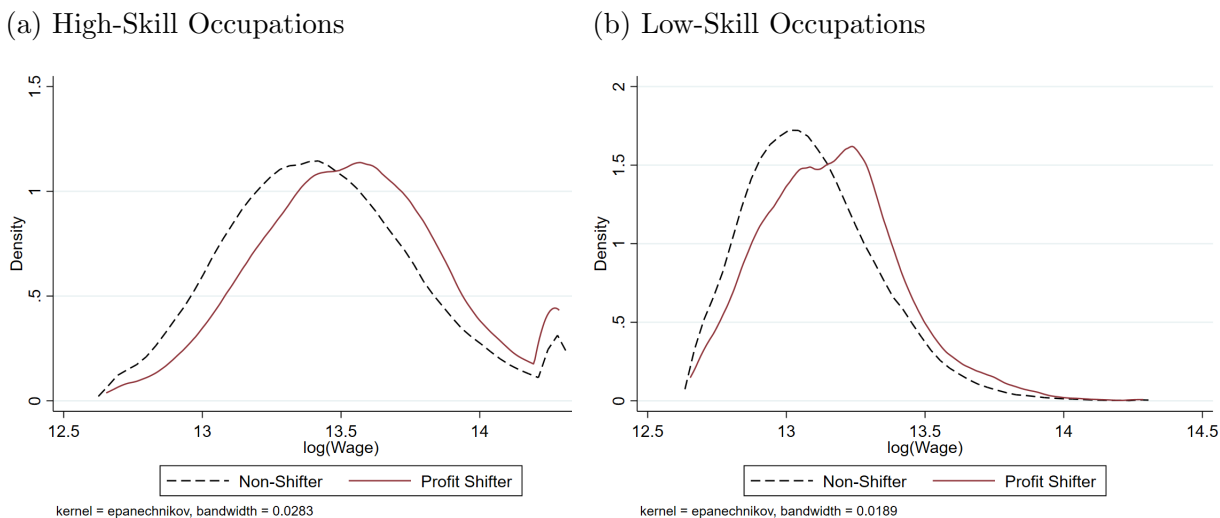 (a) High-Skill Occupations
1.5
1
.5
0
Density
12.5 13 13.5 14
log(Wage)
Non-Shifter Profit Shifter
kernel = epanechnikov, bandwidth = 0.0283
(b) Low-Skill Occupations
2
1.5
1
.5
0
Density
12.5 13 13.5 14 14.5
log(Wage)
Non-Shifter Profit Shifter
kernel = epanechnikov, bandwidth = 0.0189